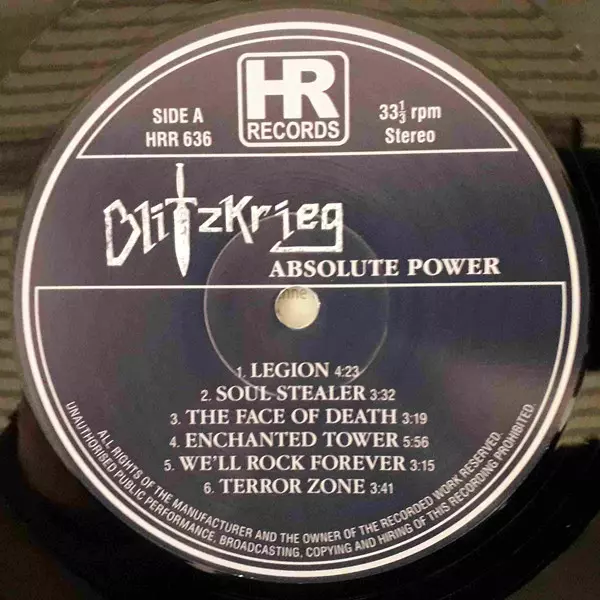 HR
RECORDS
SIDE A
HRR 636
33⅓ rpm
Stereo
Blitzkrieg
ABSOLUTE POWER
1. LEGION 4:23
2. SOUL STEALER 3:32
3. THE FACE OF DEATH 3:19
4. ENCHANTED TOWER 5:56
5. WE'LL ROCK FOREVER 3:15
6. TERROR ZONE 3:41
ALL RIGHTS OF THE MANUFACTURER AND THE OWNER OF THE RECORDED WORK RESERVED.
UNAUTHORISED PUBLIC PERFORMANCE, BROADCASTING, COPYING AND HIRING OF THIS RECORDING PROHIBITED.